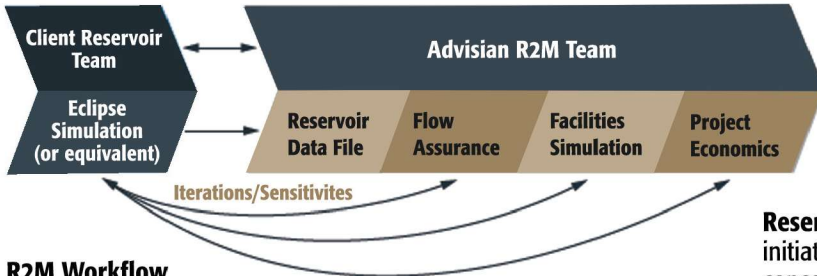 Client Reservoir
Team
Advisian R2M Team
Eclipse
Simulation
(or equivalent)
Reservoir
Data File
Flow
Assurance
Facilities
Simulation
Project
Economics
Iterations/Sensitivites
R2M Workflow
initiat